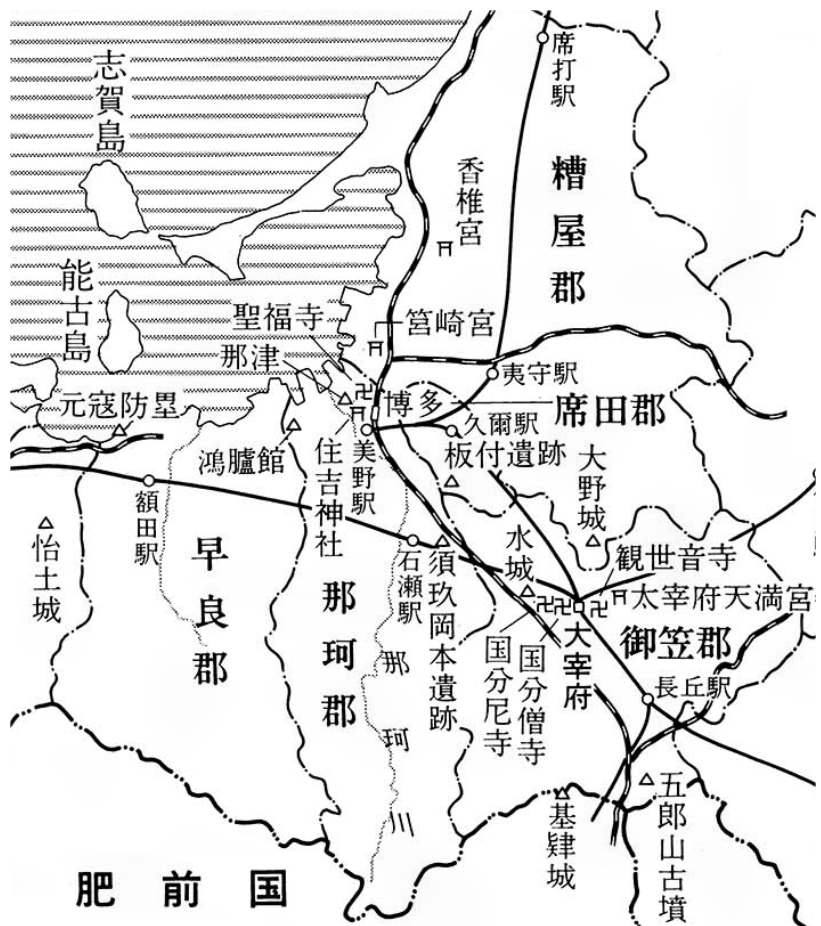 志賀島
能古島
席打駅
香椎宮
糟屋郡
聖福寺
那津
筥崎宮
夷守駅
元寇防塁
博多
席田郡
鴻臚館
住吉神社
美野駅
久爾駅
板付遺跡
大野城
額田駅
怡土城
早良郡
那珂郡
石瀬駅
須玖岡本遺跡
水城
観世音寺
太宰府天満宮
国分尼寺
国分僧寺
大宰府
御笠郡
長丘駅
那珂川
基肄城
五郎山古墳
肥前国